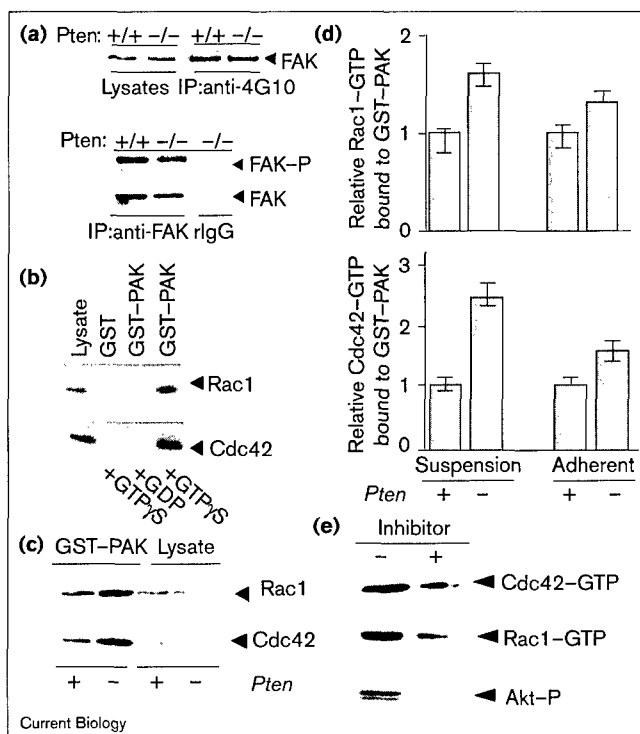 (a)
Pten: +/+ −/− +/+ −/−
FAK
Lysates IP:anti-4G10
Pten: +/+ −/− −/−
FAK–P
FAK
IP:anti-FAK rIgG
(b)
Lysate
GST
GST–PAK
GST–PAK
Rac1
Cdc42
+GTPγS
+GDP
+GTPγS
(c)
GST–PAK Lysate
Rac1
Cdc42
+ − + − Pten
Current Biology
(d)
Relative Rac1–GTP
bound to GST–PAK
2
1
0
Relative Cdc42–GTP
bound to GST–PAK
3
2
1
0
Suspension Adherent
Pten + − + −
(e)
Inhibitor
− +
Cdc42–GTP
Rac1–GTP
Akt–P